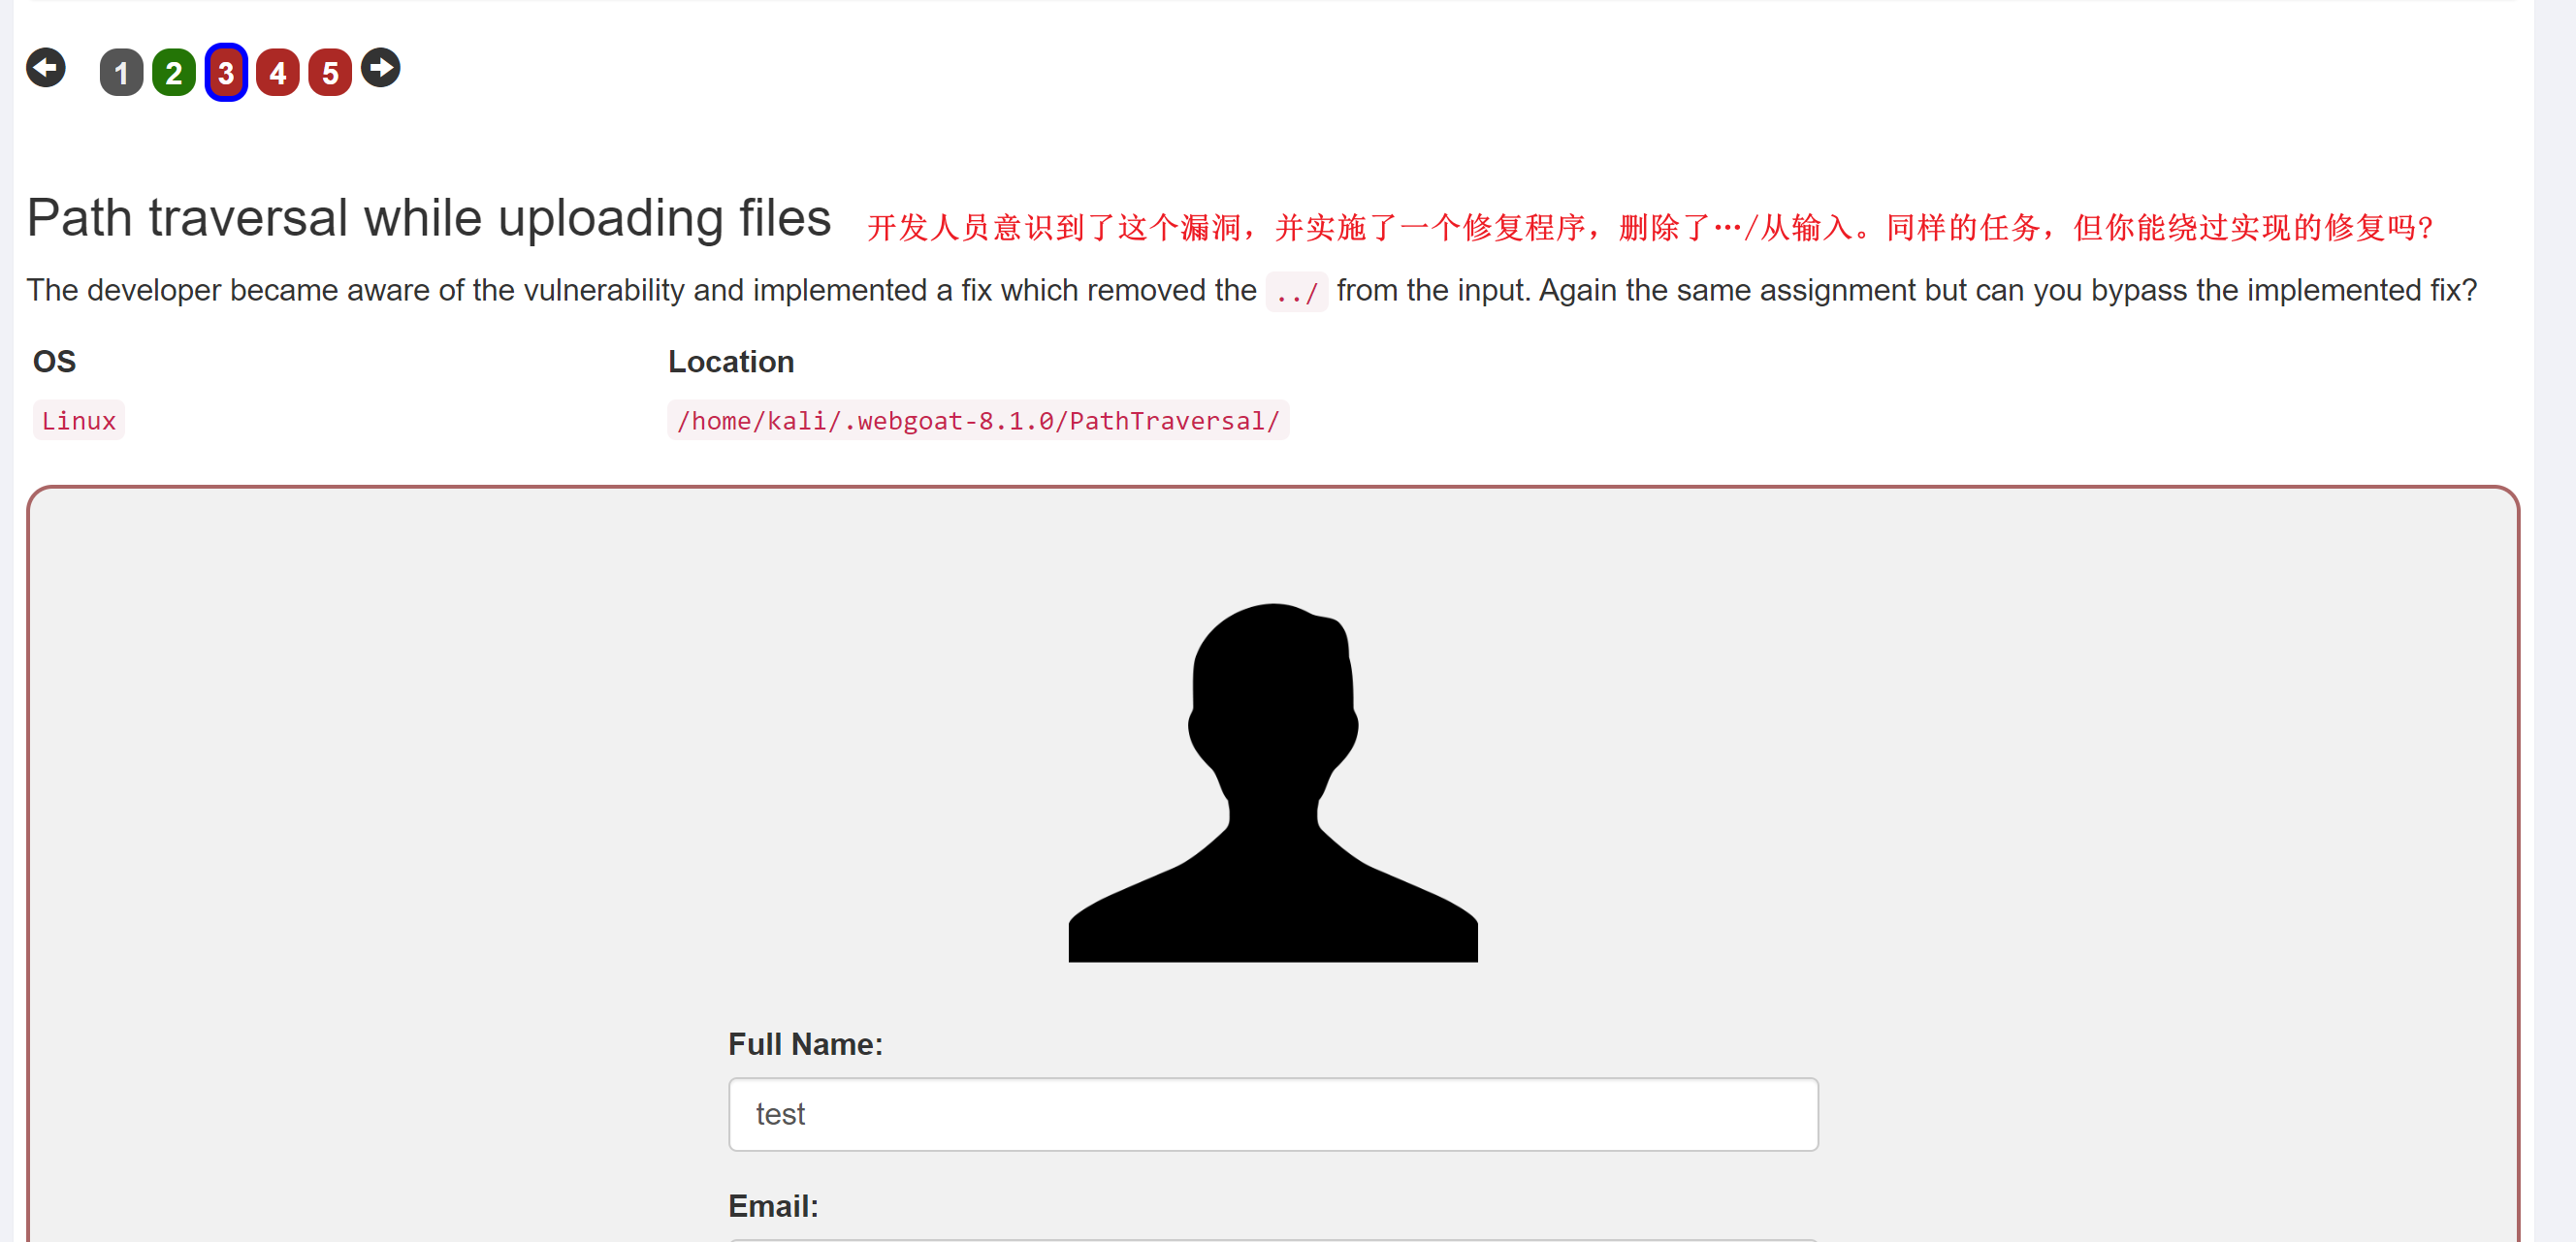 1 2 3 4 5
Path traversal while uploading files 开发人员意识到了这个漏洞，并实施了一个修复程序，删除了…/从输入。同样的任务，但你能绕过实现的修复吗?
The developer became aware of the vulnerability and implemented a fix which removed the ../ from the input. Again the same assignment but can you bypass the implemented fix?
OS Location
Linux /home/kali/.webgoat-8.1.0/PathTraversal/
Full Name:
test
Email: